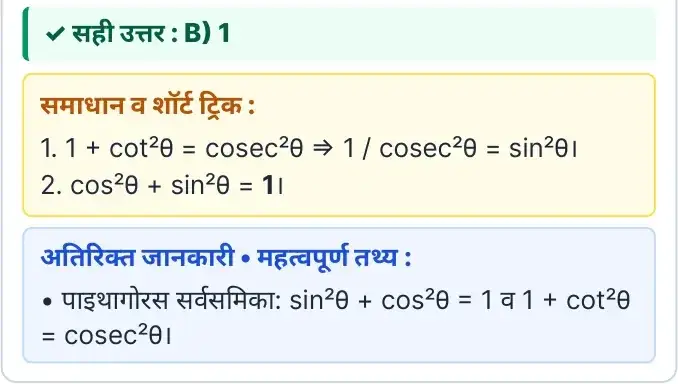 ✓ सही उत्तर : B) 1
समाधान व शॉर्ट ट्रिक :
1. 1 + cot²θ = cosec²θ ⇒ 1 / cosec²θ = sin²θ।
2. cos²θ + sin²θ = 1।
अतिरिक्त जानकारी • महत्वपूर्ण तथ्य :
• पाइथागोरस सर्वसमिका: sin²θ + cos²θ = 1 व 1 + cot²θ
= cosec²θ।